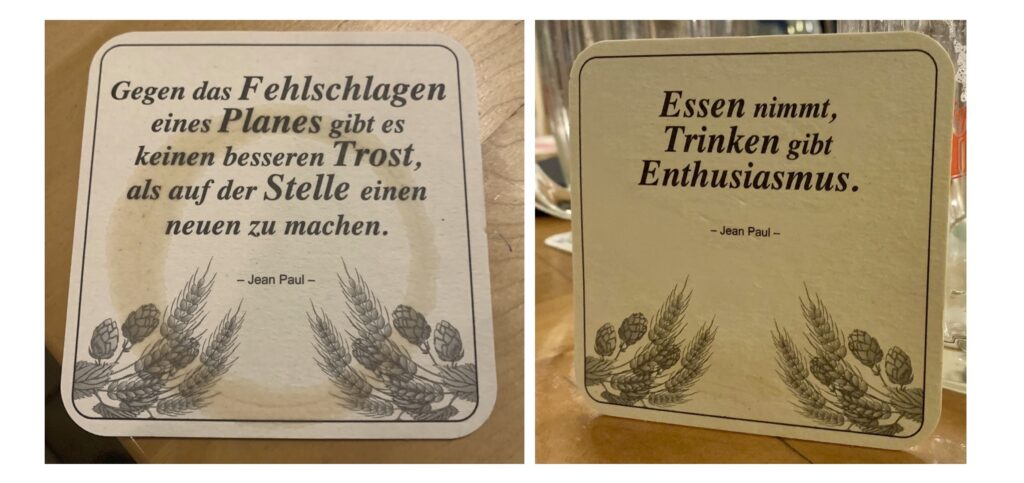 Gegen das Fehlschlagen
eines Planes gibt es
keinen besseren Trost,
als auf der Stelle einen
neuen zu machen.
– Jean Paul –
Essen nimmt,
Trinken gibt
Enthusiasmus.
– Jean Paul –